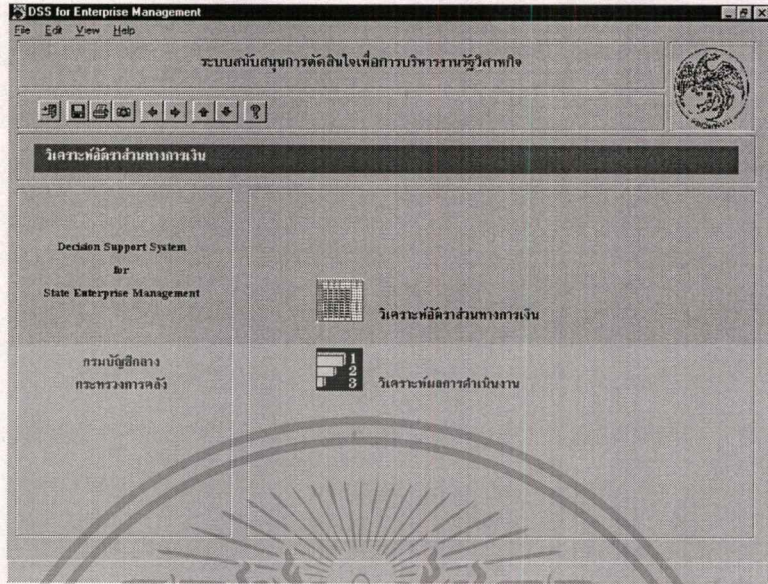 DSS for Enterprise Management
File Edit View Help
ระบบสนับสนุนการตัดสินใจเพื่อการบริหารงานรัฐวิสาหกิจ
วิเคราะห์อัตราส่วนทางการเงิน
Decision Support System
for
State Enterprise Management
กรมบัญชีกลาง
กระทรวงการคลัง
วิเคราะห์อัตราส่วนทางการเงิน
1
2
3
วิเคราะห์ผลการดำเนินงาน